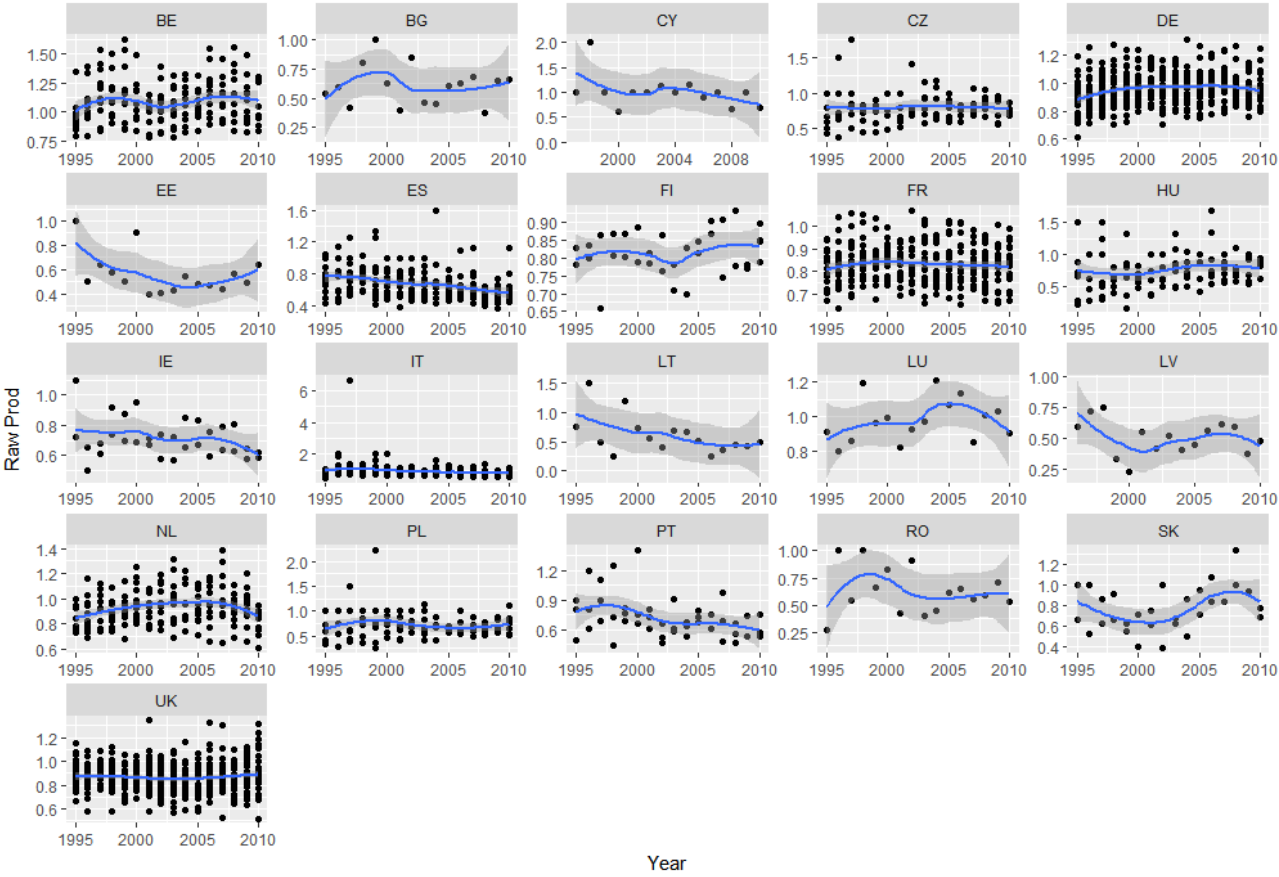 BE BG CY CZ DE
1.50
1.25
1.00
0.75
1995 2000 2005 2010
1.00
0.75
0.50
0.25
1995 2000 2005 2010
2.0
1.5
1.0
0.5
0.0
2000 2004 2008
1.5
1.0
0.5
1995 2000 2005 2010
1.2
1.0
0.8
0.6
1995 2000 2005 2010
EE ES FI FR HU
1.0
0.8
0.6
0.4
1995 2000 2005 2010
1.6
1.2
0.8
0.4
1995 2000 2005 2010
0.90
0.85
0.80
0.75
0.70
0.65
1995 2000 2005 2010
1.0
0.9
0.8
0.7
1995 2000 2005 2010
1.5
1.0
0.5
1995 2000 2005 2010
Raw Prod
IE IT LT LU LV
1.0
0.8
0.6
1995 2000 2005 2010
6
4
2
1995 2000 2005 2010
1.5
1.0
0.5
0.0
1995 2000 2005 2010
1.2
1.0
0.8
1995 2000 2005 2010
1.00
0.75
0.50
0.25
2000 2005 2010
NL PL PT RO SK
1.4
1.2
1.0
0.8
0.6
1995 2000 2005 2010
2.0
1.5
1.0
0.5
1995 2000 2005 2010
1.2
0.9
0.6
1995 2000 2005 2010
1.00
0.75
0.50
0.25
1995 2000 2005 2010
1.2
1.0
0.8
0.6
0.4
1995 2000 2005 2010
UK
1.2
1.0
0.8
0.6
1995 2000 2005 2010
Year